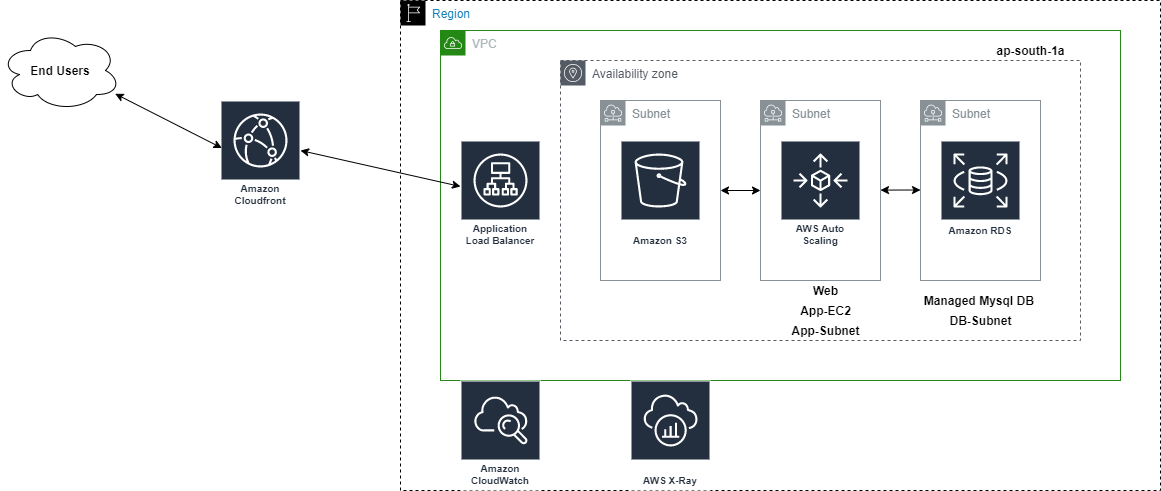 Region
VPC
ap-south-1a
End Users
Availability zone
Subnet
Subnet
Subnet
Amazon
Cloudfront
Application
Load Balancer
Amazon S3
AWS Auto
Scaling
Amazon RDS
Web
App-EC2
App-Subnet
Managed Mysql DB
DB-Subnet
Amazon
CloudWatch
AWS X-Ray